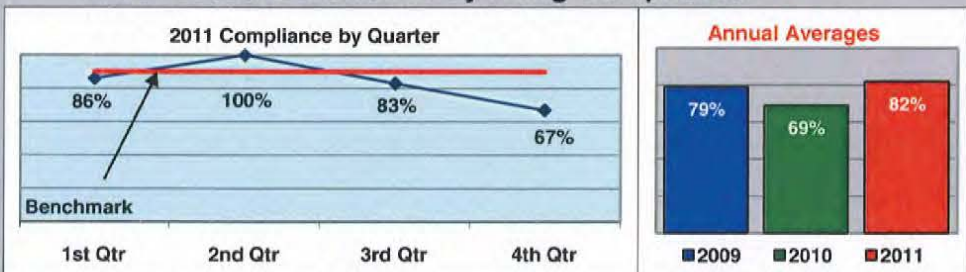 2011 Compliance by Quarter
86%
100%
83%
67%
Benchmark
1st Qtr 2nd Qtr 3rd Qtr 4th Qtr
Annual Averages
79%
69%
82%
2009 2010 2011